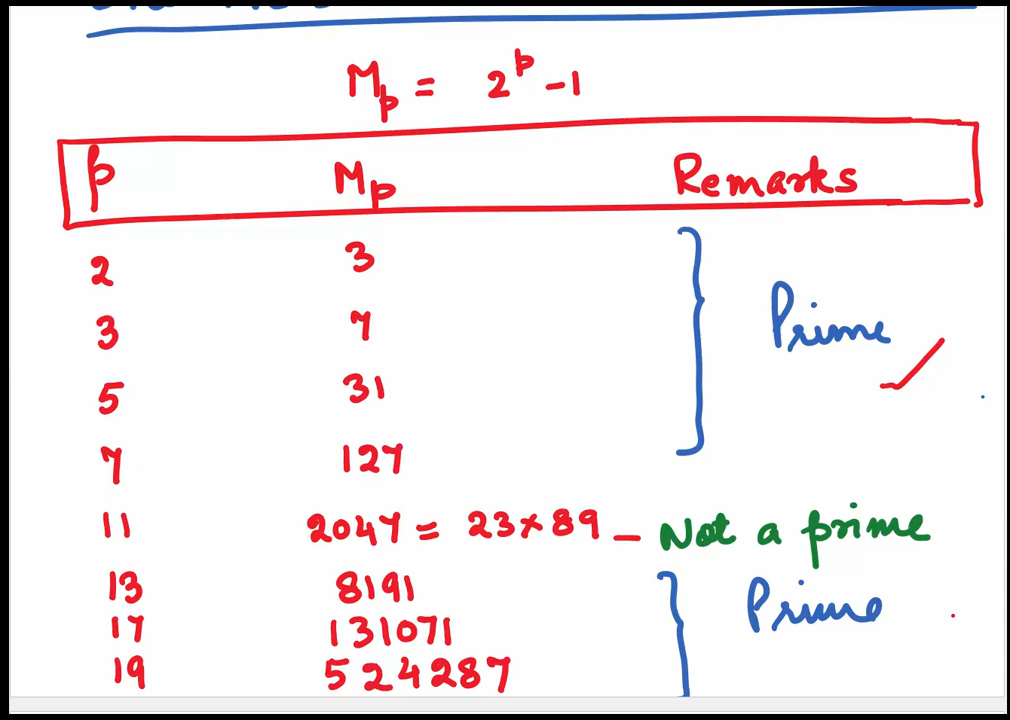 Mp = 2^p - 1
p Mp Remarks
2 3
3 7
5 31
7 127
Prime
11 2047 = 23 × 89 - Not a prime
13 8191
17 131071
19 524287
Prime